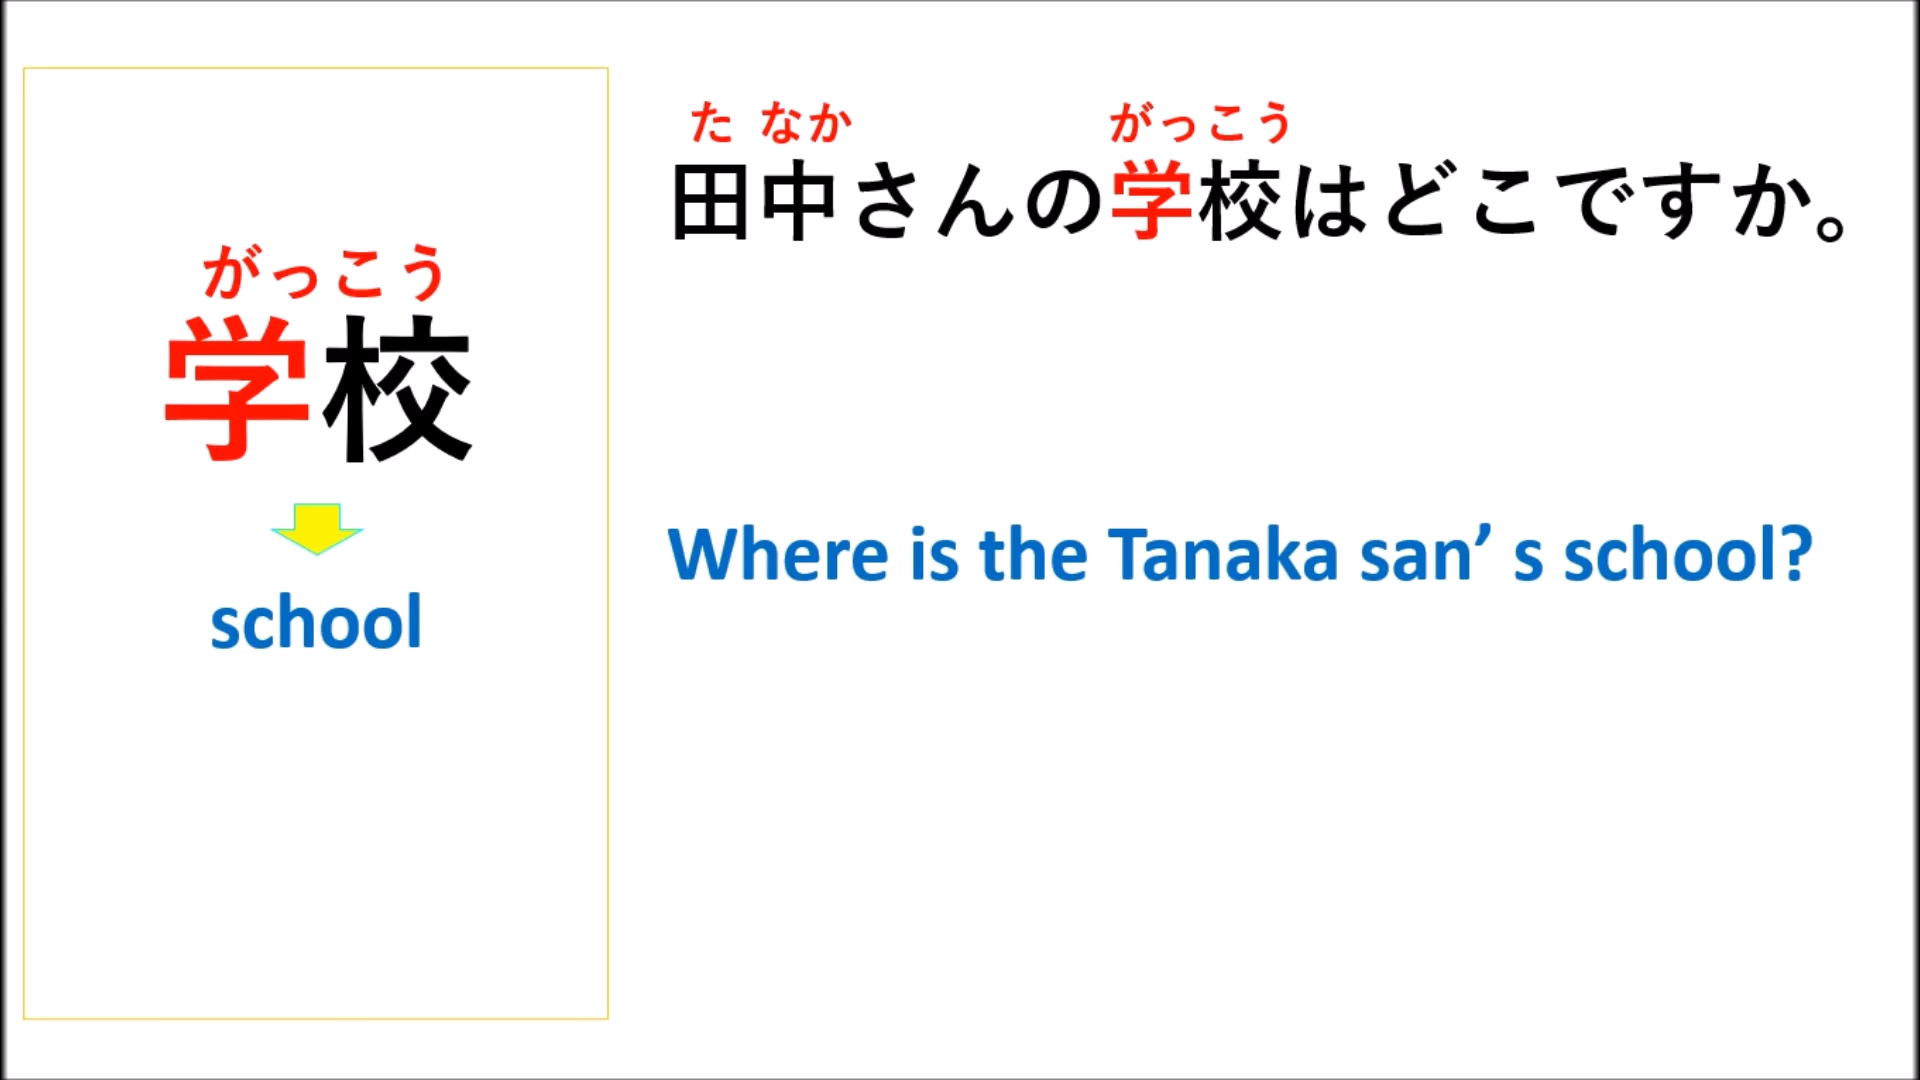 がっこう
学校
school
た なか がっこう
田中さんの学校はどこですか。
Where is the Tanaka san’ s school?